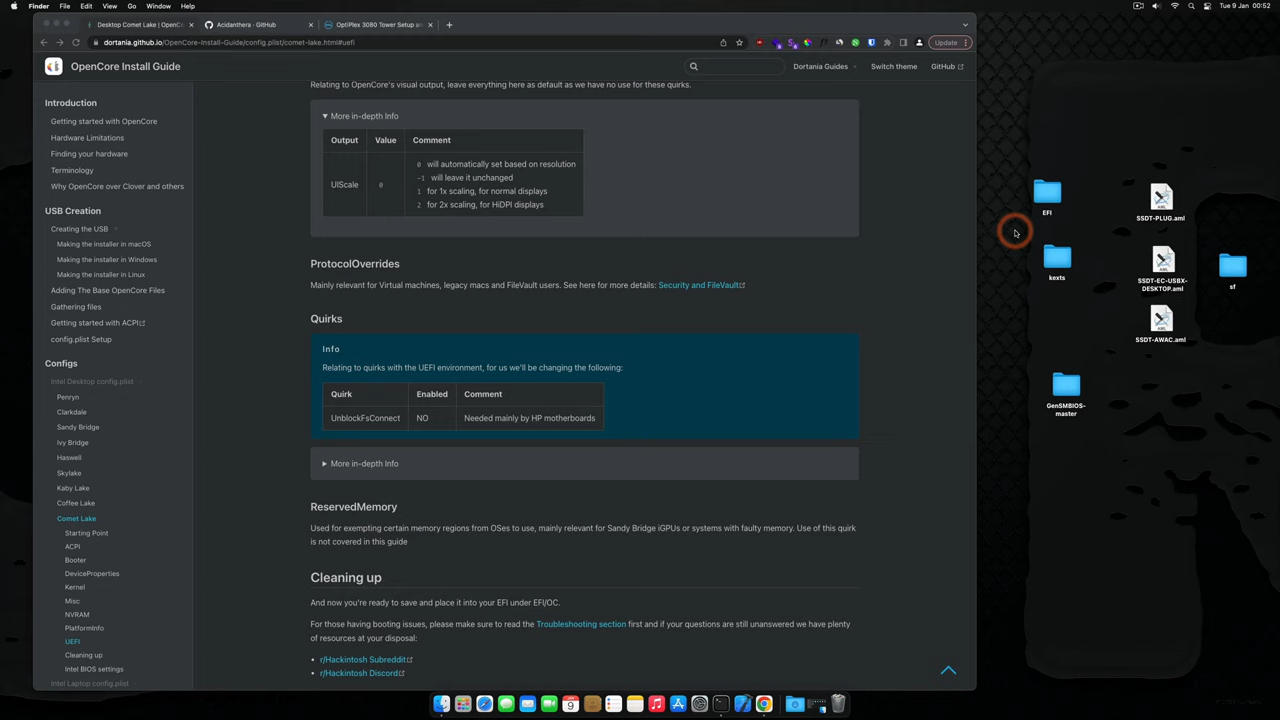 Finder File Edit View Go Window Help
Tue 9 Jan 00:52
Desktop Comet Lake | OpenC
Acidanthera · GitHub
OptiPlex 3080 Tower Setup an
dortania.github.io/OpenCore-Install-Guide/config.plist/comet-lake.html#uefi
Update
OpenCore Install Guide
Dortania Guides
Switch theme
GitHub
Introduction
Getting started with OpenCore
Hardware Limitations
Finding your hardware
Terminology
Why OpenCore over Clover and others
USB Creation
Creating the USB
Making the installer in macOS
Making the installer in Windows
Making the installer in Linux
Adding The Base OpenCore Files
Gathering files
Getting started with ACPI
config.plist Setup
Configs
Intel Desktop config.plist
Penryn
Clarkdale
Sandy Bridge
Ivy Bridge
Haswell
Skylake
Kaby Lake
Coffee Lake
Comet Lake
Starting Point
ACPI
Booter
DeviceProperties
Kernel
Misc
NVRAM
PlatformInfo
UEFI
Cleaning up
Intel BIOS settings
Intel Laptop config.plist
Relating to OpenCore's visual output, leave everything here as default as we have no use for these quirks.
More in-depth Info
Output Value Comment
UIScale 0
0 will automatically set based on resolution
-1 will leave it unchanged
1 for 1x scaling, for normal displays
2 for 2x scaling, for HiDPI displays
ProtocolOverrides
Mainly relevant for Virtual machines, legacy macs and FileVault users. See here for more details: Security and FileVault
Quirks
Info
Relating to quirks with the UEFI environment, for us we'll be changing the following:
Quirk Enabled Comment
UnblockFsConnect NO Needed mainly by HP motherboards
More in-depth Info
ReservedMemory
Used for exempting certain memory regions from OSes to use, mainly relevant for Sandy Bridge iGPUs or systems with faulty memory. Use of this quirk
is not covered in this guide
Cleaning up
And now you're ready to save and place it into your EFI under EFI/OC.
For those having booting issues, please make sure to read the Troubleshooting section first and if your questions are still unanswered we have plenty
of resources at your disposal:
r/Hackintosh Subreddit
r/Hackintosh Discord
EFI
kexts
GenSMBIOS-
master
SSDT-PLUG.aml
SSDT-EC-USBX-
DESKTOP.aml
SSDT-AWAC.aml
sf